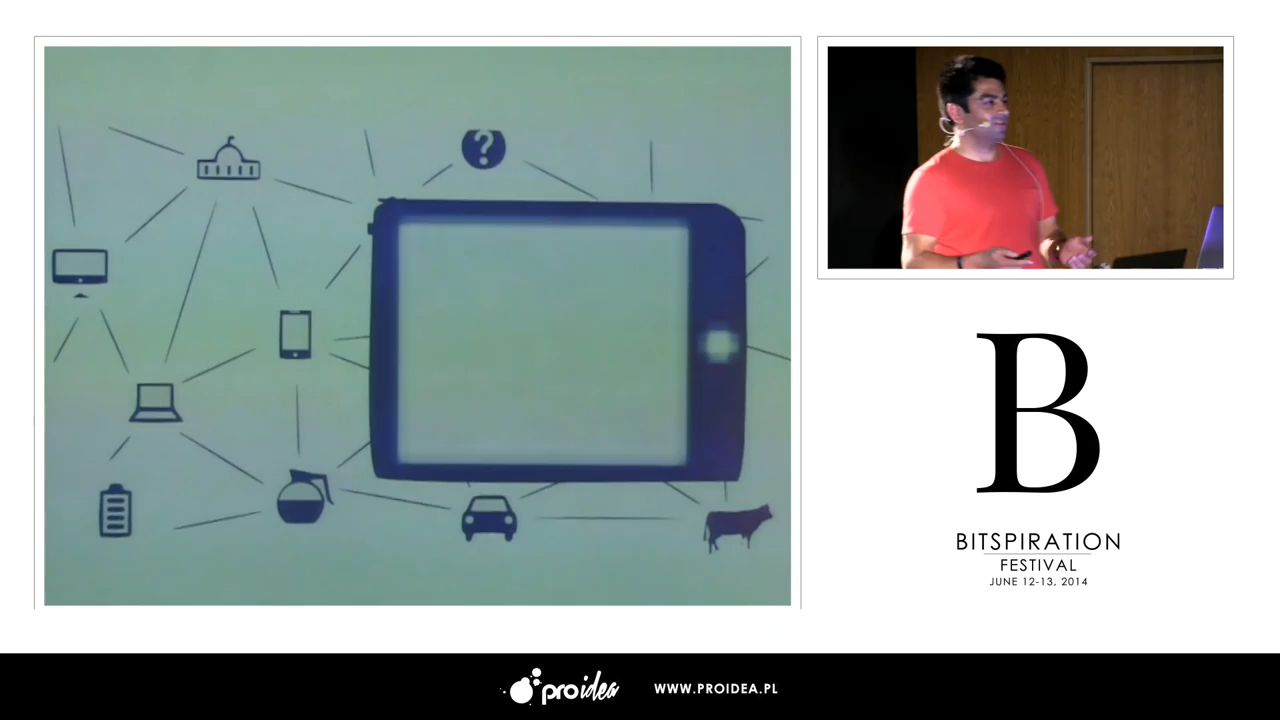 ?
B
BITSPIRATION
FESTIVAL
JUNE 12-13, 2014
proidea WWW.PROIDEA.PL